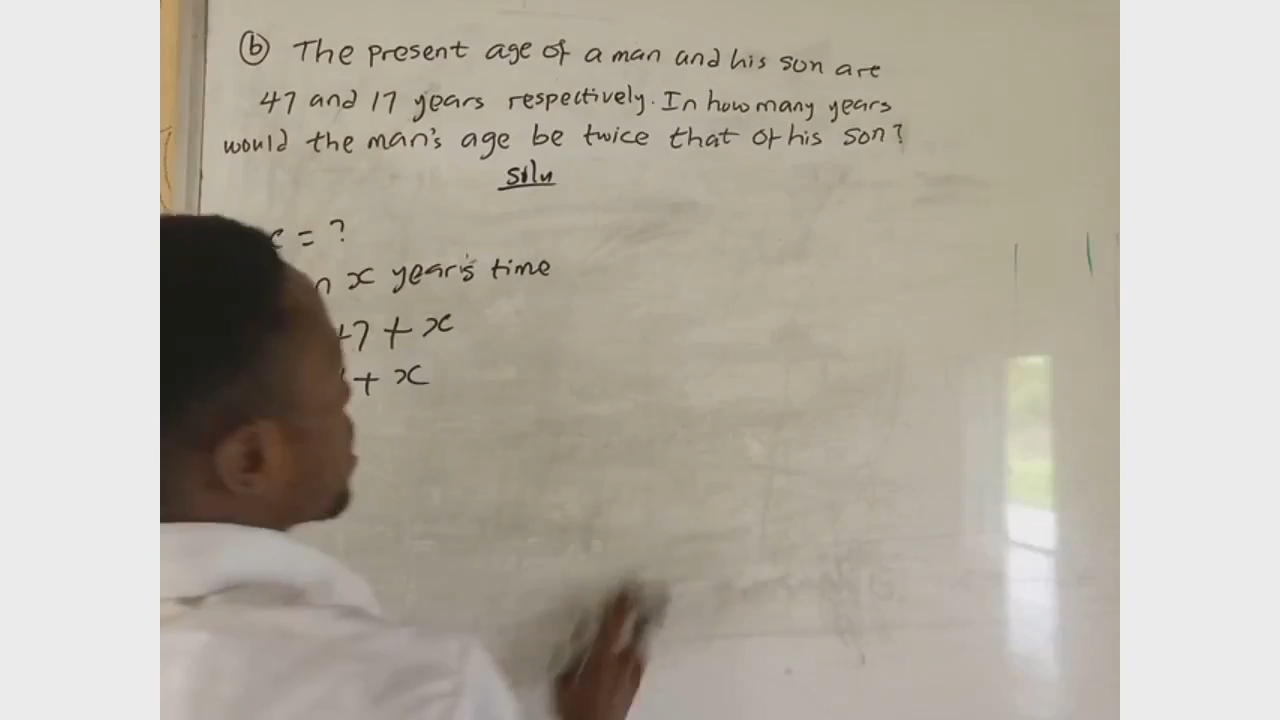 (b) The present age of a man and his son are
47 and 17 years respectively. In how many years
would the man's age be twice that of his son?
Soln
= ?
x year's time
7 + x
+ x